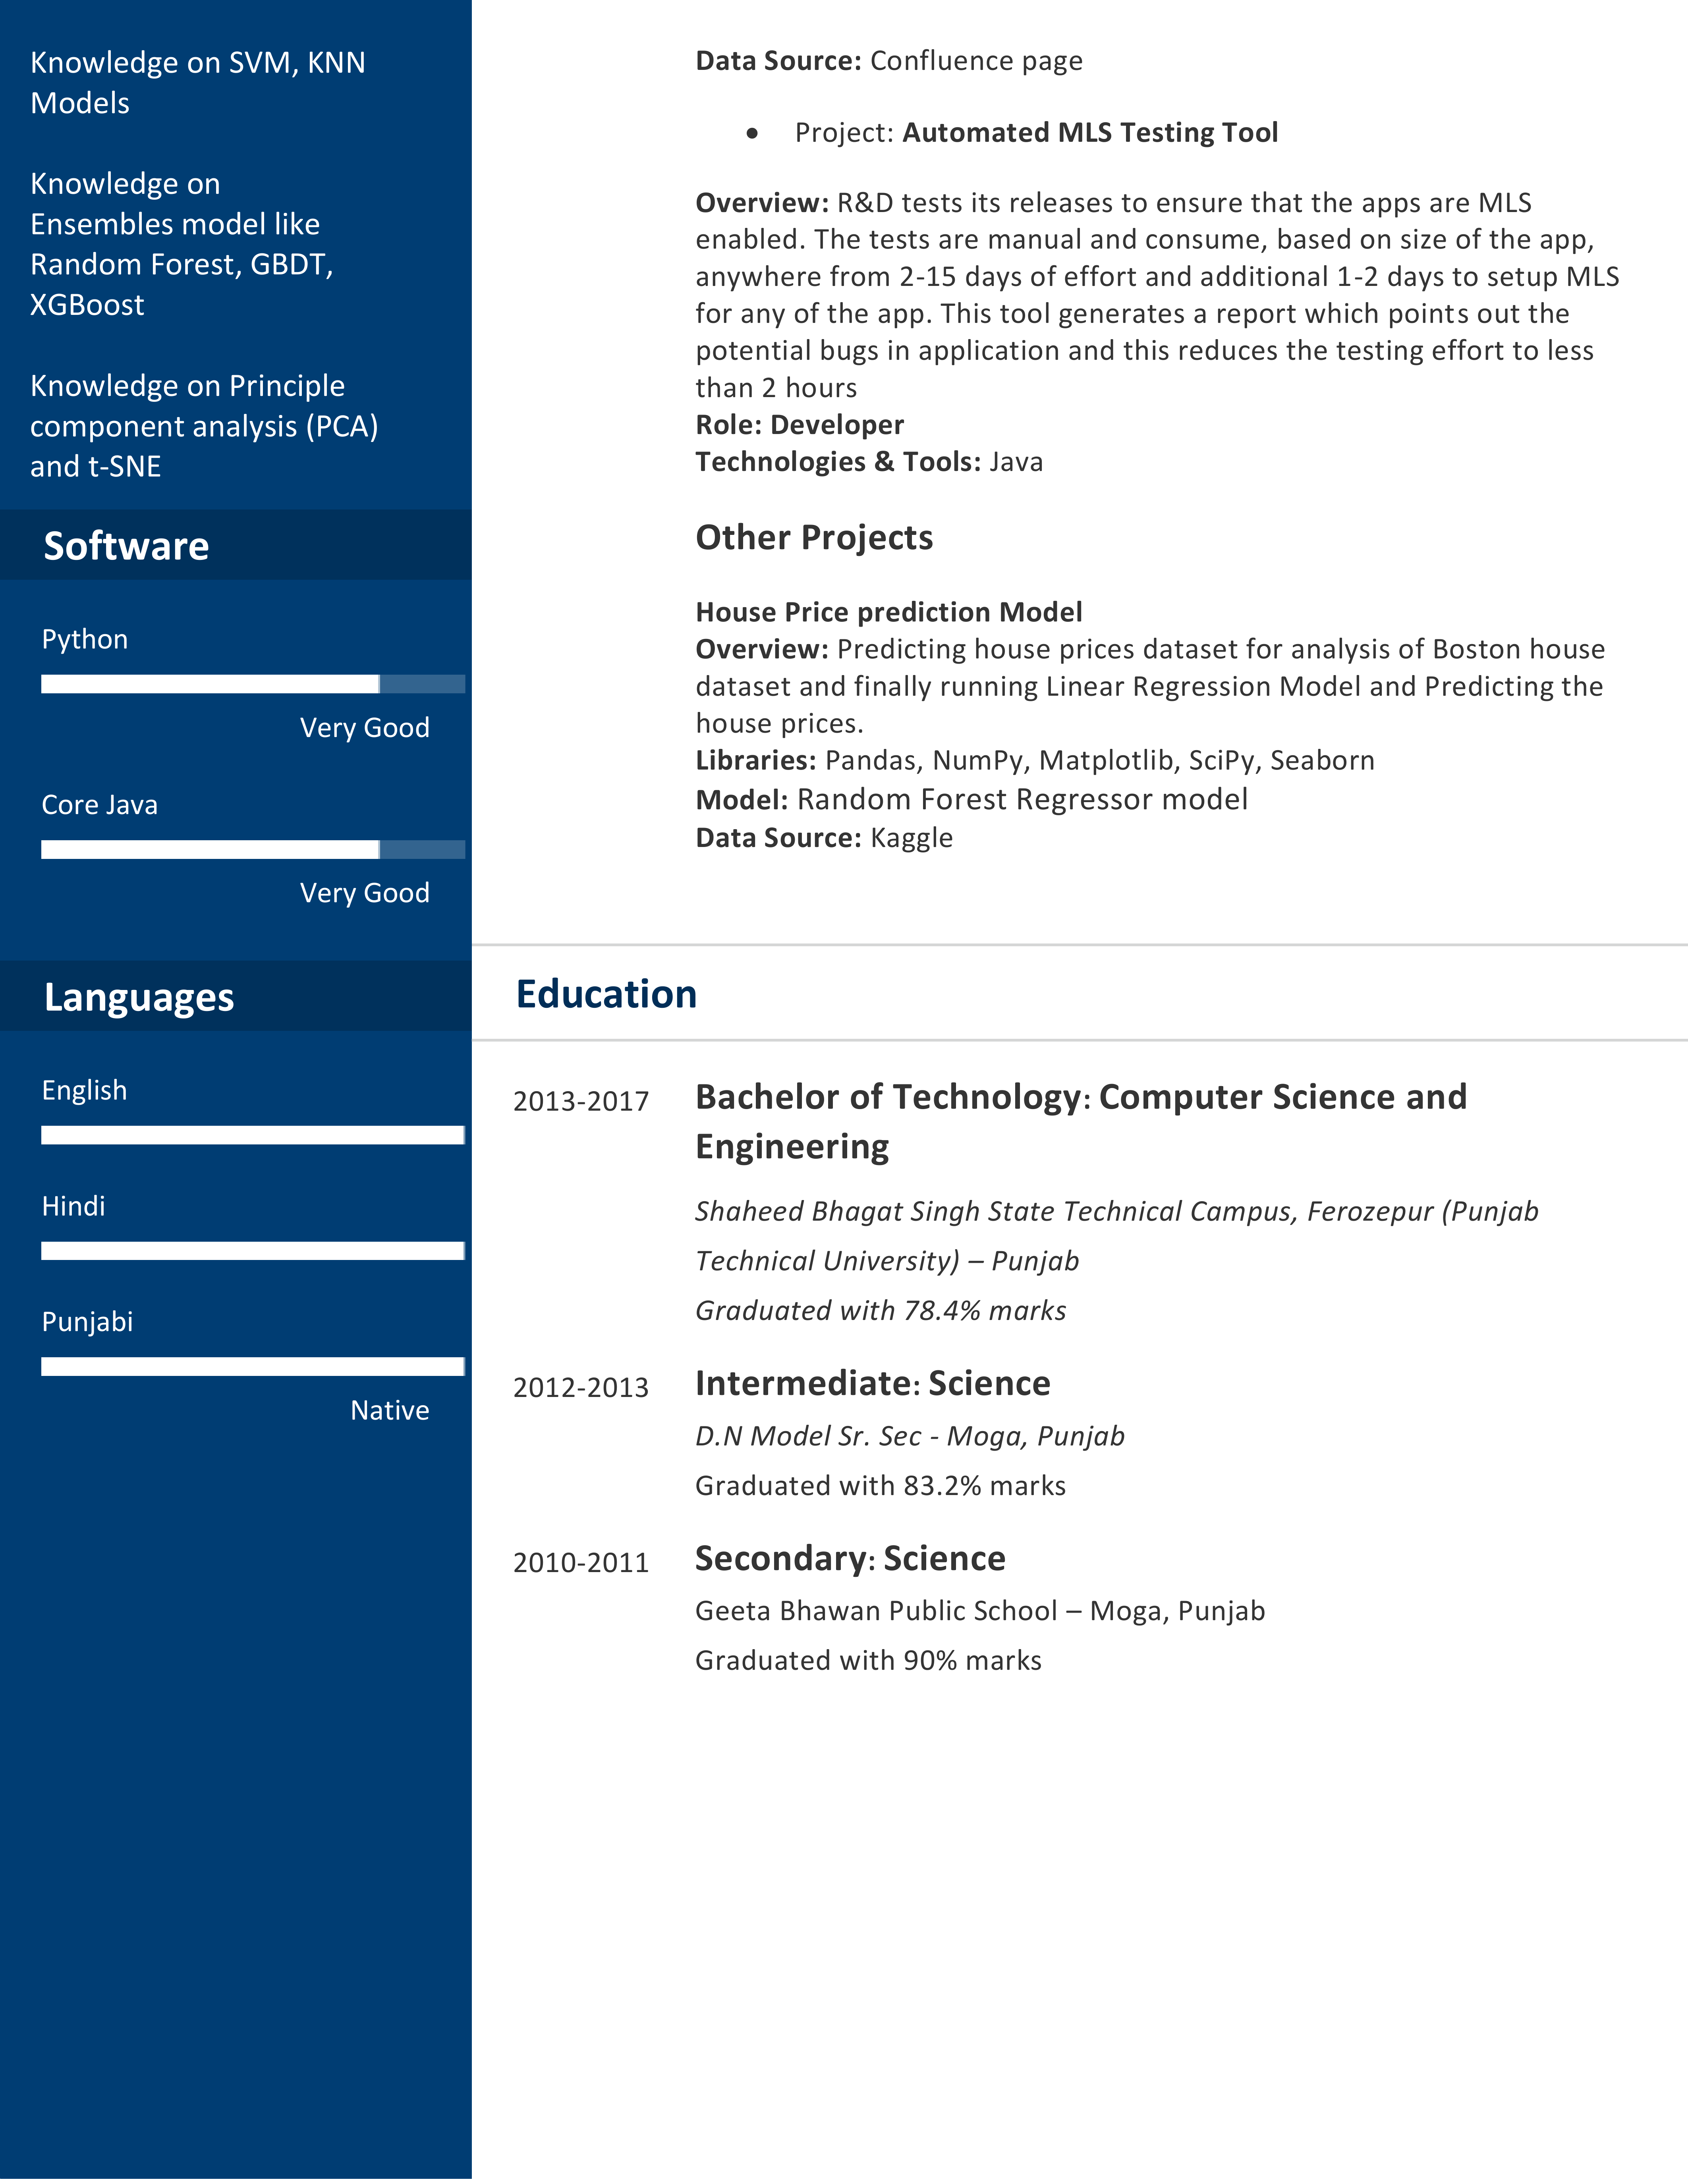 Knowledge on SVM, KNN
Models
Knowledge on
Ensembles model like
Random Forest, GBDT,
XGBoost
Knowledge on Principle
component analysis (PCA)
and t-SNE
Software
Python
Very Good
Core Java
Very Good
Languages
English
Hindi
Punjabi
Native
Data Source: Confluence page
• Project: Automated MLS Testing Tool
Overview: R&D tests its releases to ensure that the apps are MLS
enabled. The tests are manual and consume, based on size of the app,
anywhere from 2-15 days of effort and additional 1-2 days to setup MLS
for any of the app. This tool generates a report which points out the
potential bugs in application and this reduces the testing effort to less
than 2 hours
Role: Developer
Technologies & Tools: Java
Other Projects
House Price prediction Model
Overview: Predicting house prices dataset for analysis of Boston house
dataset and finally running Linear Regression Model and Predicting the
house prices.
Libraries: Pandas, NumPy, Matplotlib, SciPy, Seaborn
Model: Random Forest Regressor model
Data Source: Kaggle
Education
2013-2017 Bachelor of Technology: Computer Science and
Engineering
Shaheed Bhagat Singh State Technical Campus, Ferozepur (Punjab
Technical University) – Punjab
Graduated with 78.4% marks
2012-2013 Intermediate: Science
D.N Model Sr. Sec - Moga, Punjab
Graduated with 83.2% marks
2010-2011 Secondary: Science
Geeta Bhawan Public School – Moga, Punjab
Graduated with 90% marks